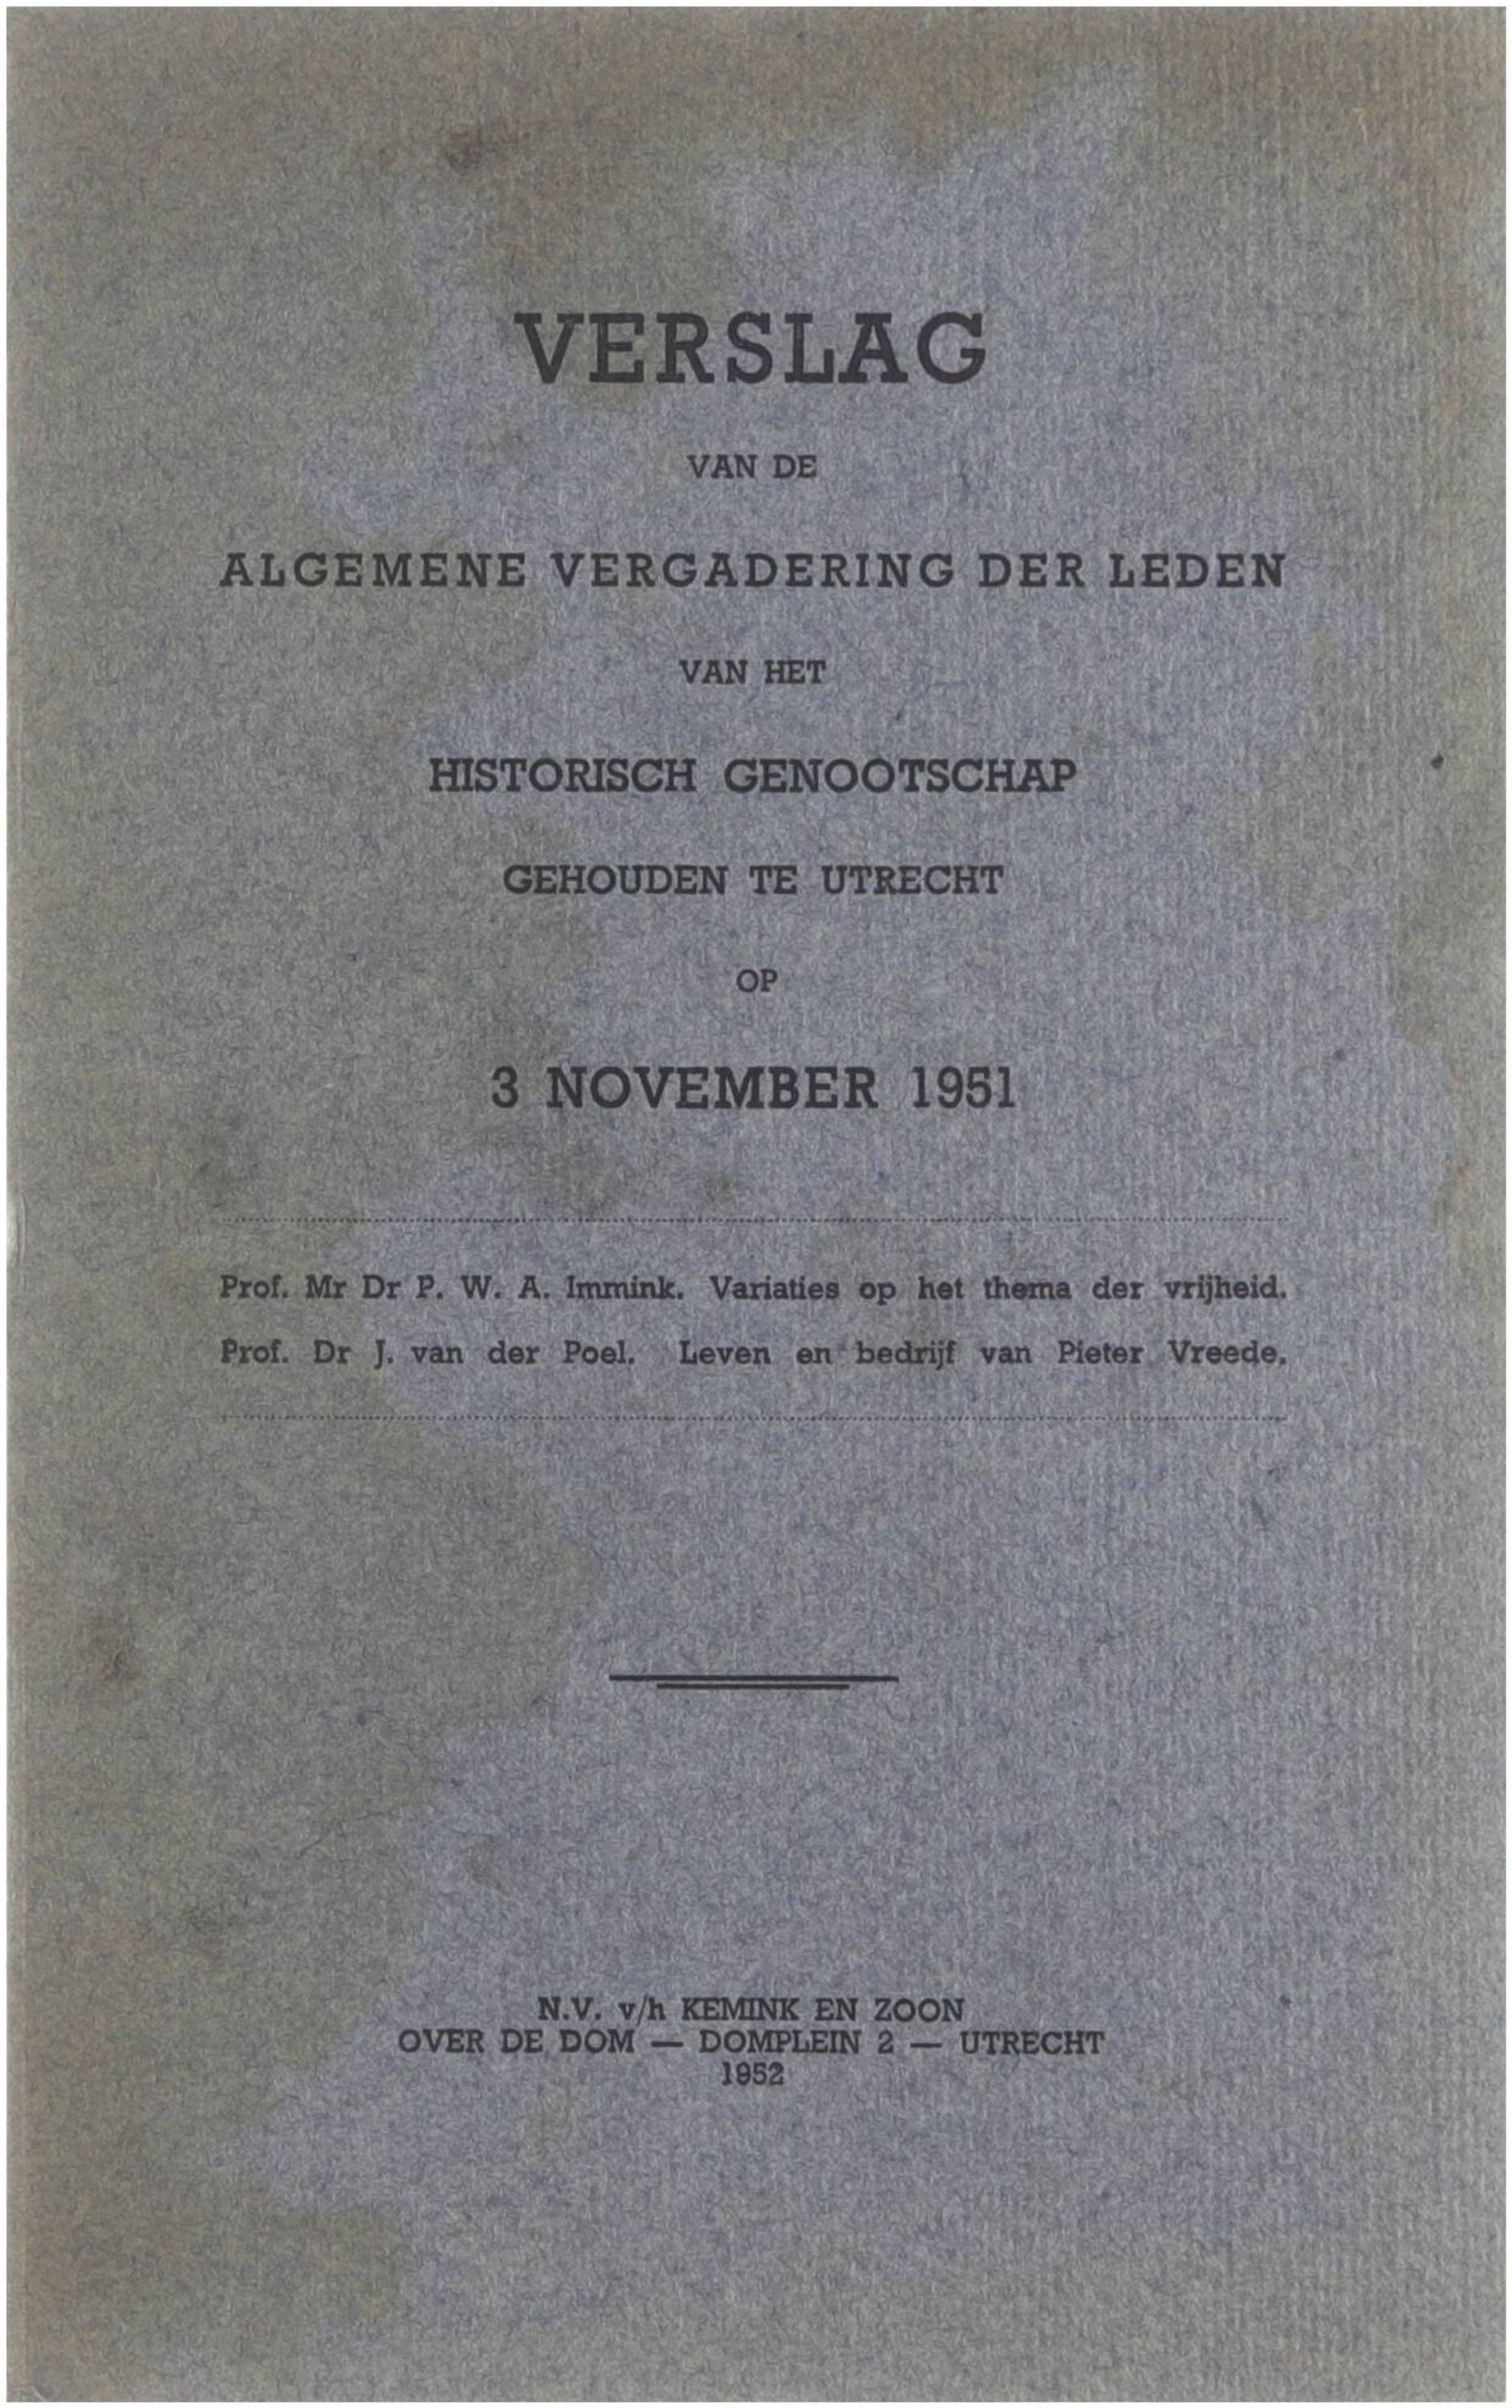 VERSLAG
VAN DE
ALGEMENE VERGADERING DER LEDEN
VAN HET
HISTORISCH GENOOTSCHAP
GEHOUDEN TE UTRECHT
OP
3 NOVEMBER 1951
Prof. Mr Dr P. W. A. Immink. Variaties op het thema der vrijheid.
Prof. Dr J. van der Poel. Leven en bedrijf van Pieter Vreede.
N.V. v/h KEMINK EN ZOON
OVER DE DOM — DOMPLEIN 2 — UTRECHT
1952